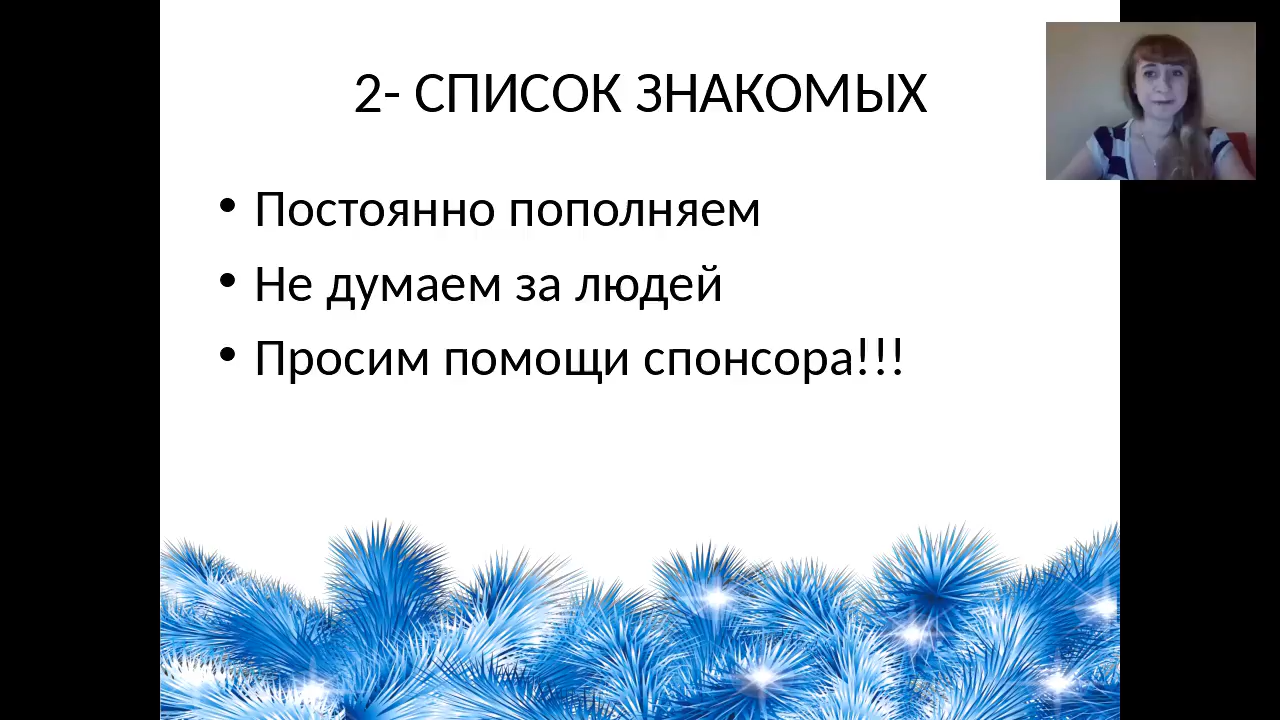 2- СПИСОК ЗНАКОМЫХ
• Постоянно пополняем
• Не думаем за людей
• Просим помощи спонсора!!!